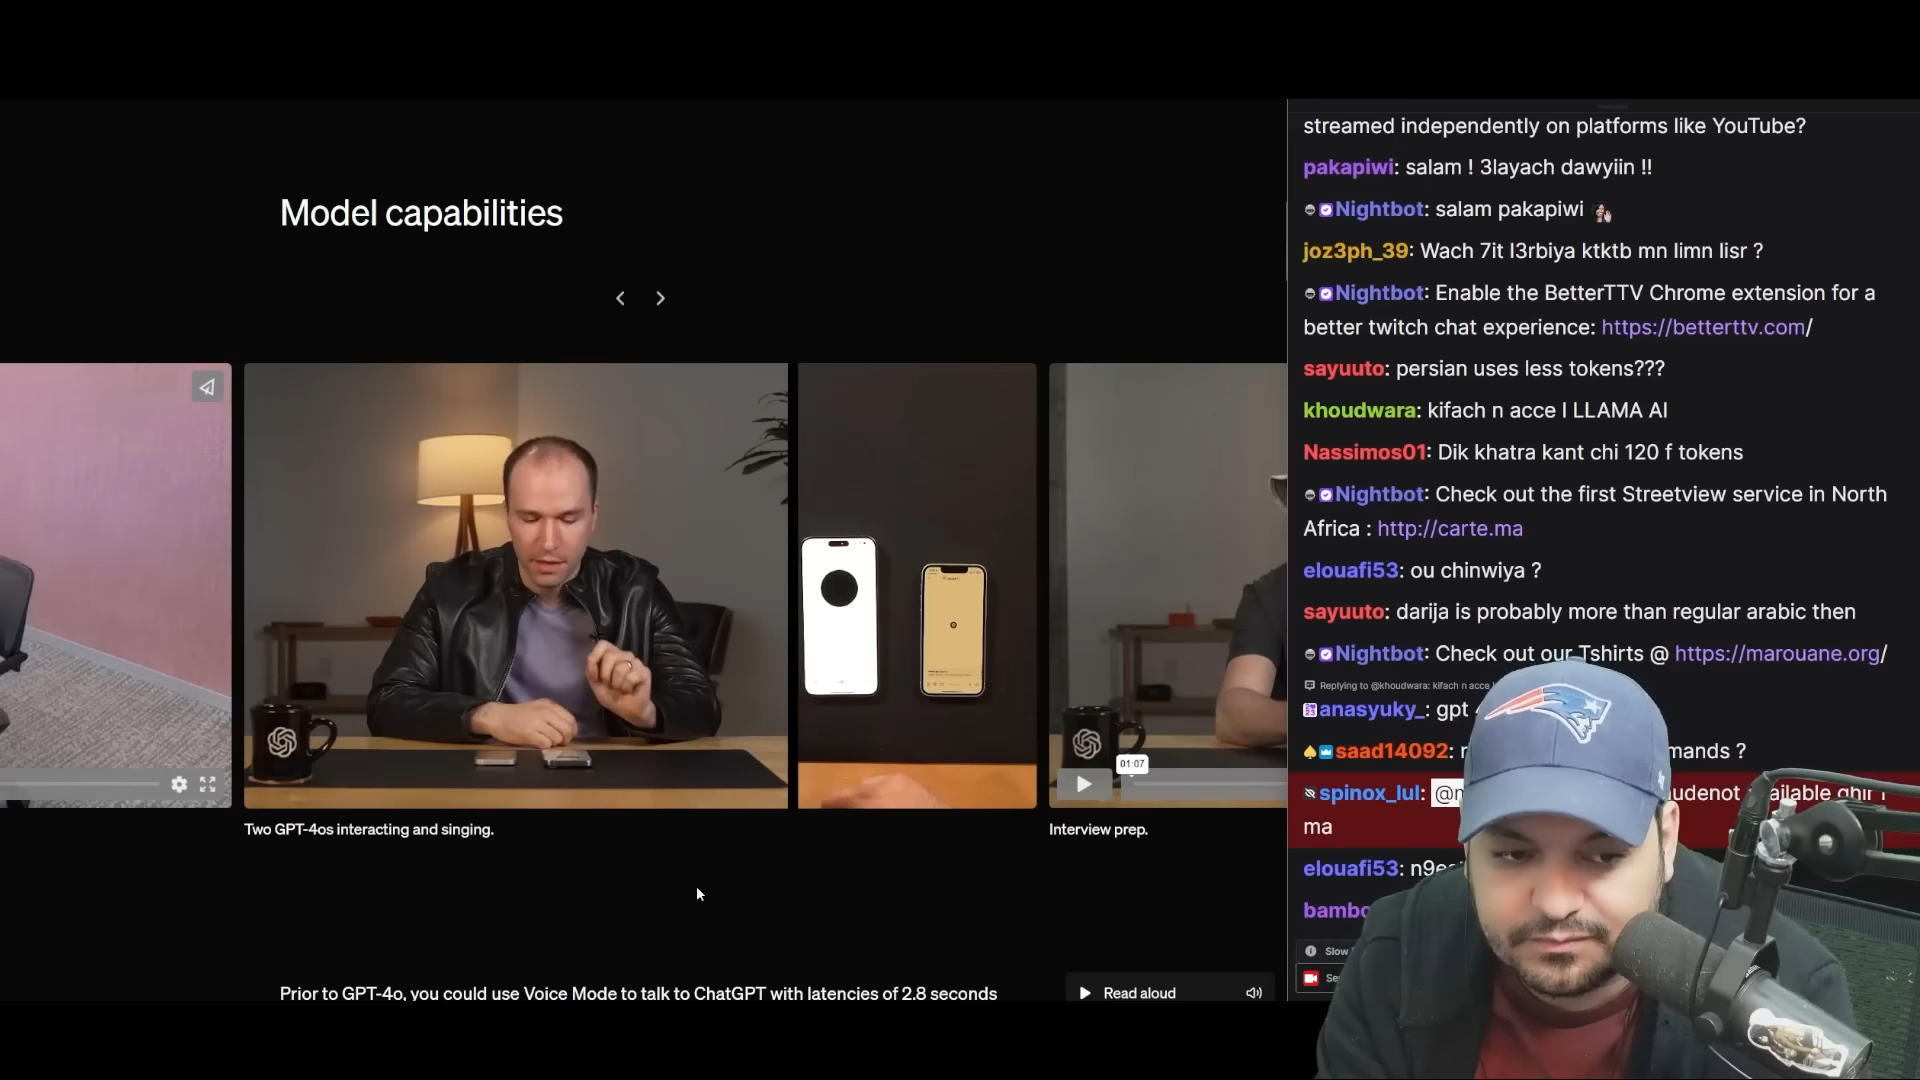 Model capabilities
Two GPT-4os interacting and singing.
01:07
Interview prep.
Prior to GPT-4o, you could use Voice Mode to talk to ChatGPT with latencies of 2.8 seconds
Read aloud
streamed independently on platforms like YouTube?
pakapiwi: salam ! 3layach dawyiin !!
Nightbot: salam pakapiwi
joz3ph_39: Wach 7it l3rbiya ktktb mn limn lisr ?
Nightbot: Enable the BetterTTV Chrome extension for a
better twitch chat experience: https://betterttv.com/
sayuuto: persian uses less tokens???
khoudwara: kifach n acce l LLAMA AI
Nassimos01: Dik khatra kant chi 120 f tokens
Nightbot: Check out the first Streetview service in North
Africa : http://carte.ma
elouafi53: ou chinwiya ?
sayuuto: darija is probably more than regular arabic then
Nightbot: Check out our Tshirts @ https://marouane.org/
Replying to @khoudwara: kifach n acce
anasyuky_: gpt
saad14092: mands ?
spinox_lul: ghir
ma
elouafi53:
Slow